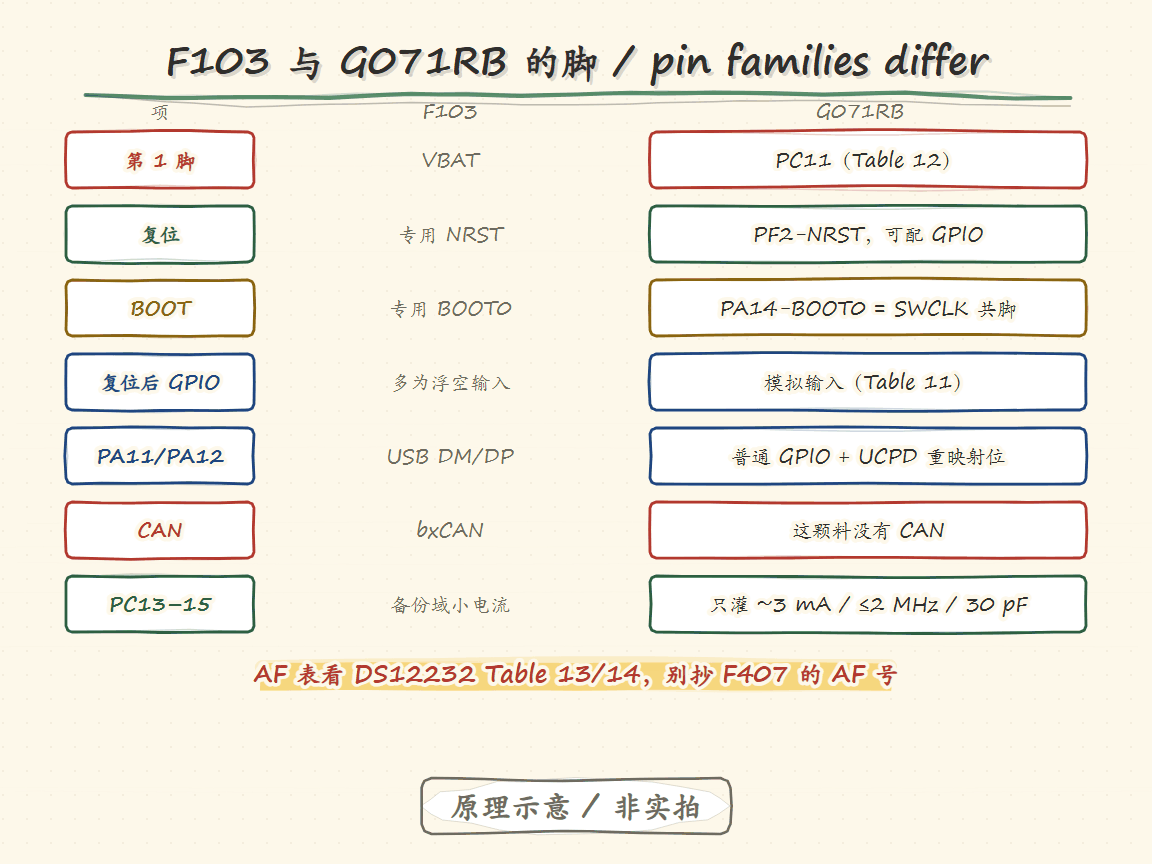 F103 与 G071RB 的脚 / pin families differ
项 F103 G071RB
第 1 脚 VBAT PC11（Table 12）
复位 专用 NRST PF2-NRST，可配 GPIO
BOOT 专用 BOOT0 PA14-BOOT0 = SWCLK 共脚
复位后 GPIO 多为浮空输入 模拟输入（Table 11）
PA11/PA12 USB DM/DP 普通 GPIO + UCPD 重映射位
CAN bxCAN 这颗料没有 CAN
PC13–15 备份域小电流 只灌 ~3 mA / ≤2 MHz / 30 pF
AF 表看 DS12232 Table 13/14，别抄 F407 的 AF 号
原理示意 / 非实拍